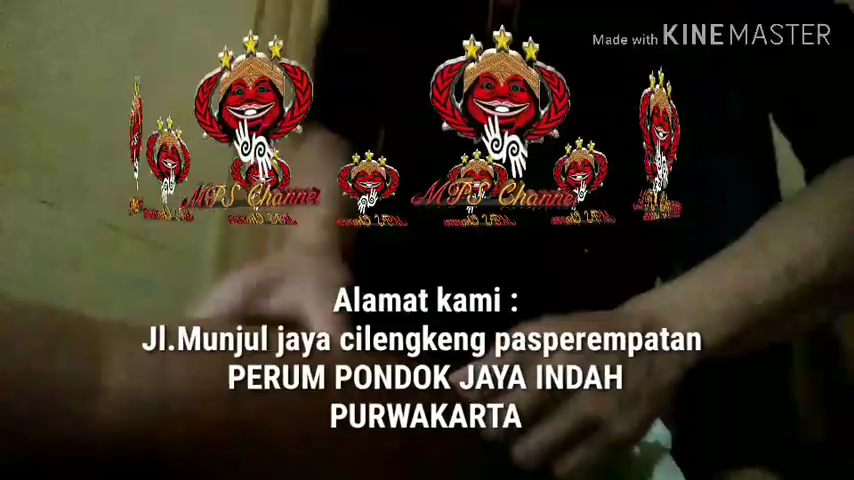 Made with KINEMASTER
MPS Channel MPS Channel
Alamat kami :
Jl.Munjul jaya cilengkeng pasperempatan
PERUM PONDOK JAYA INDAH
PURWAKARTA